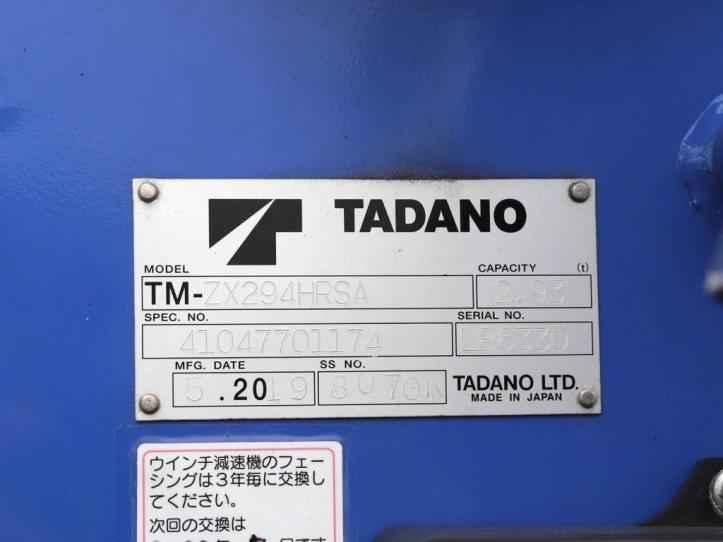 TADANO
MODEL
CAPACITY (t)
TM-ZX294HRSA
2.93
SPEC. NO.
SERIAL NO.
41047701174
MFG. DATE
SS NO.
5.2019
TADANO LTD.
MADE IN JAPAN
ウインチ減速機のフェー
シングは3年毎に交換し
てください。
次回の交換は